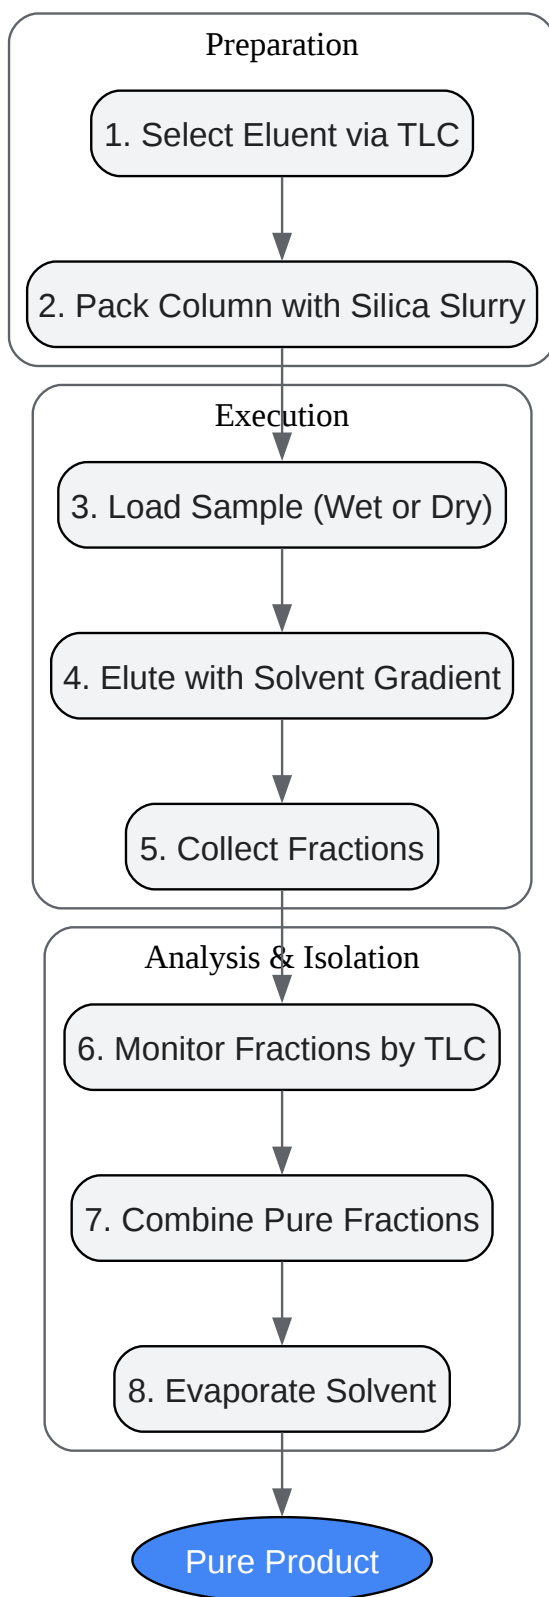 Preparation
1. Select Eluent via TLC
2. Pack Column with Silica Slurry
Execution
3. Load Sample (Wet or Dry)
4. Elute with Solvent Gradient
5. Collect Fractions
Analysis & Isolation
6. Monitor Fractions by TLC
7. Combine Pure Fractions
8. Evaporate Solvent
Pure Product